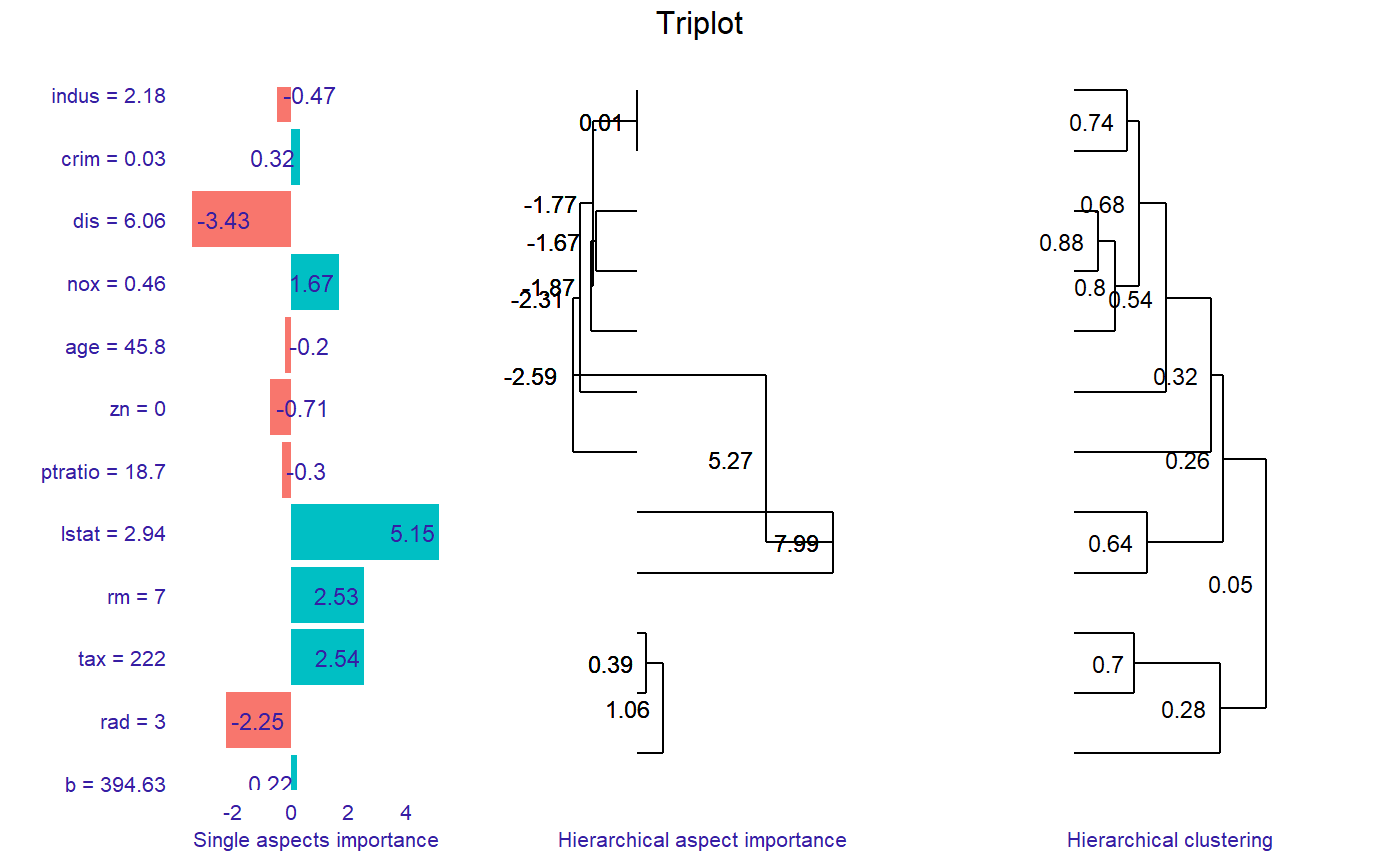 Triplot
indus = 2.18
-0.47
crim = 0.03
0.32
dis = 6.06
-3.43
nox = 0.46
1.67
age = 45.8
-0.2
zn = 0
-0.71
ptratio = 18.7
-0.3
lstat = 2.94
5.15
rm = 7
2.53
tax = 222
2.54
rad = 3
-2.25
b = 394.63
0.22
-2 0 2 4
Single aspects importance
0.01
-1.77
-1.67
-1.87
-2.31
-2.59
5.27
7.99
0.39
1.06
Hierarchical aspect importance
0.74
0.68
0.88
0.8
0.54
0.32
0.26
0.64
0.05
0.7
0.28
Hierarchical clustering